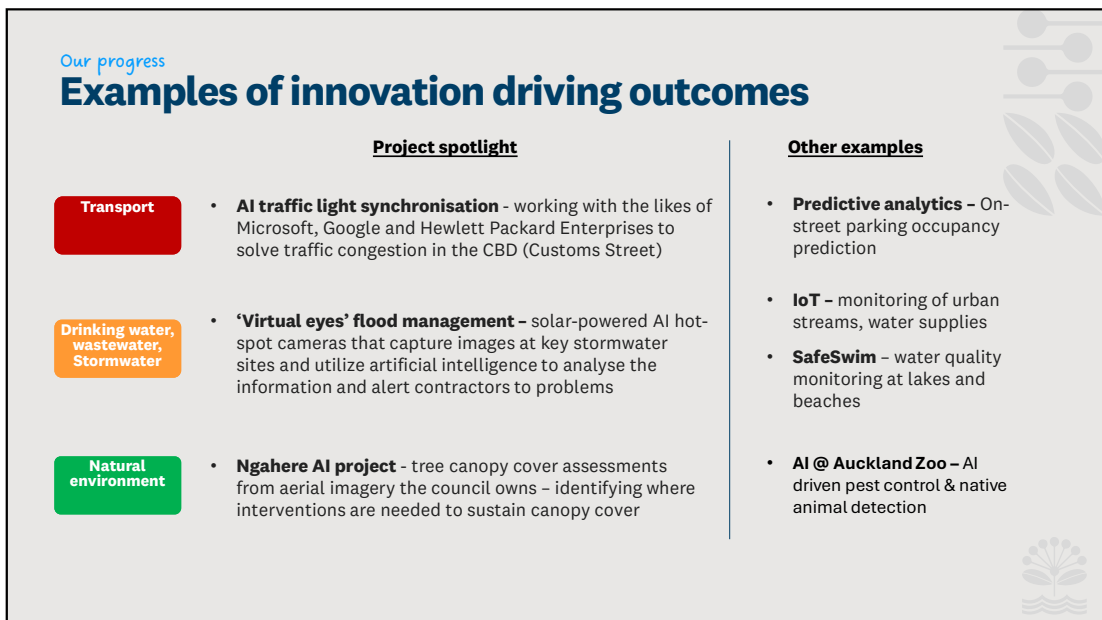 Our progress
Examples of innovation driving outcomes
Project spotlight
Other examples
Transport
• AI traffic light synchronisation - working with the likes of
Microsoft, Google and Hewlett Packard Enterprises to
solve traffic congestion in the CBD (Customs Street)
• Predictive analytics – On-
street parking occupancy
prediction
Drinking water,
wastewater,
Stormwater
• ‘Virtual eyes’ flood management – solar-powered AI hot-
spot cameras that capture images at key stormwater
sites and utilize artificial intelligence to analyse the
information and alert contractors to problems
• IoT – monitoring of urban
streams, water supplies
• SafeSwim – water quality
monitoring at lakes and
beaches
Natural
environment
• Ngahere AI project - tree canopy cover assessments
from aerial imagery the council owns – identifying where
interventions are needed to sustain canopy cover
• AI @ Auckland Zoo – AI
driven pest control & native
animal detection